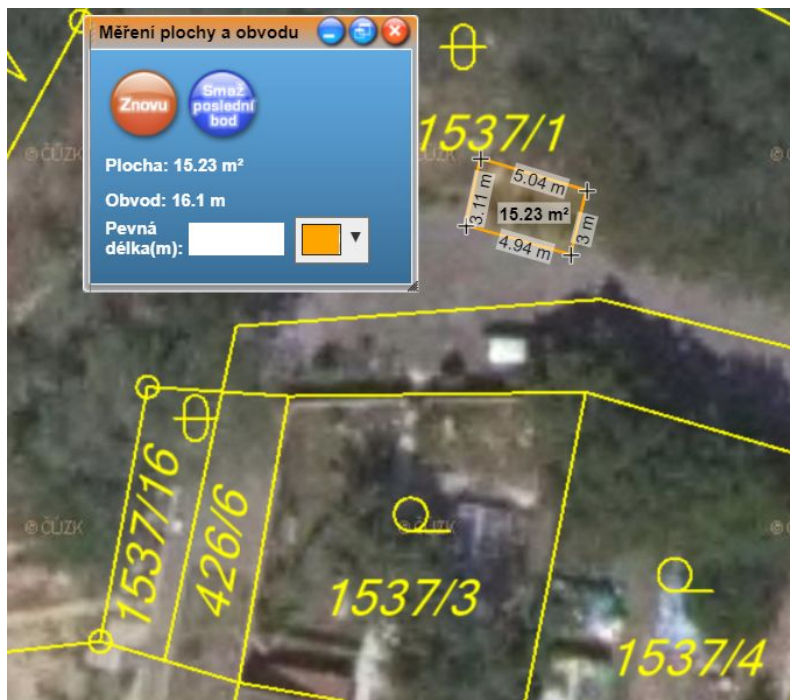 Měření plochy a obvodu
Znovu
Smaž
poslední
bod
Plocha: 15.23 m²
Obvod: 16.1 m
Pevná
délka(m):
1537/1
5.04 m
3.11 m
15.23 m²
3 m
4.94 m
© ČÚZK
© ČÚZK
1537/16
426/6
1537/3
1537/4
© ČÚZK
© ČÚZK